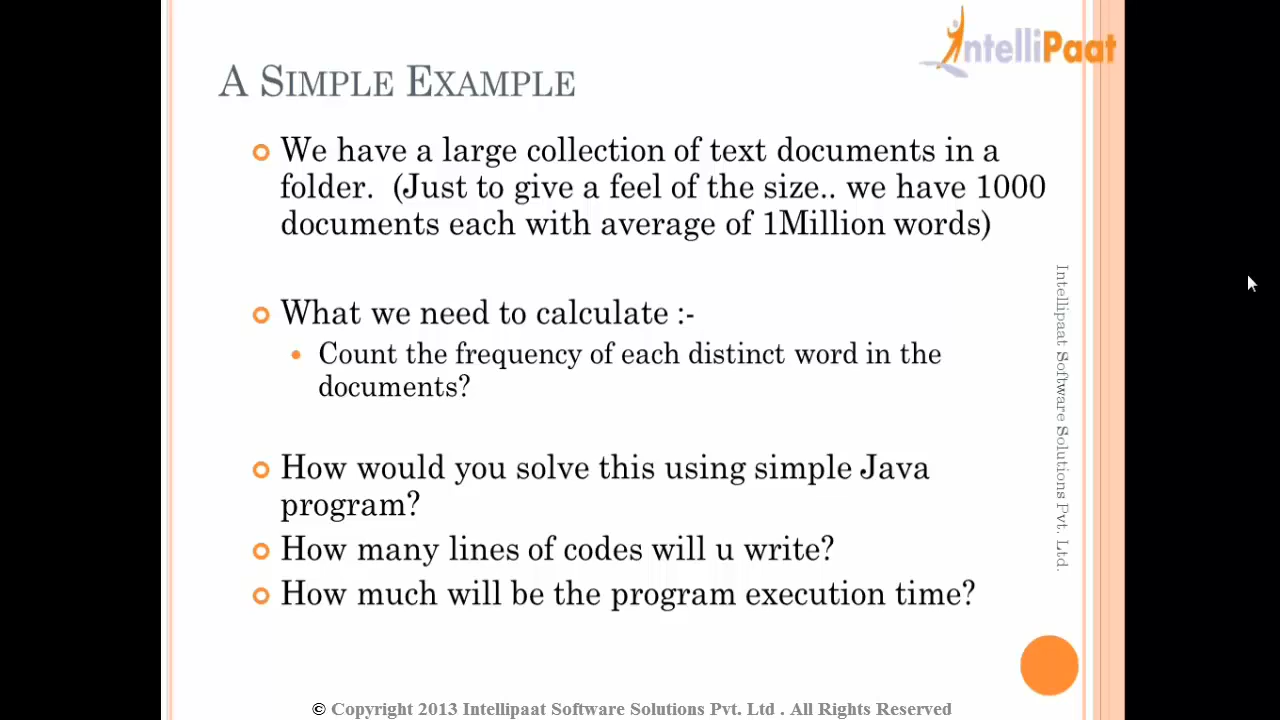 IntelliPaat
A SIMPLE EXAMPLE
We have a large collection of text documents in a
folder. (Just to give a feel of the size.. we have 1000
documents each with average of 1Million words)
What we need to calculate :-
Count the frequency of each distinct word in the
documents?
How would you solve this using simple Java
program?
How many lines of codes will u write?
How much will be the program execution time?
Intellipaat Software Solutions Pvt. Ltd.
© Copyright 2013 Intellipaat Software Solutions Pvt. Ltd . All Rights Reserved